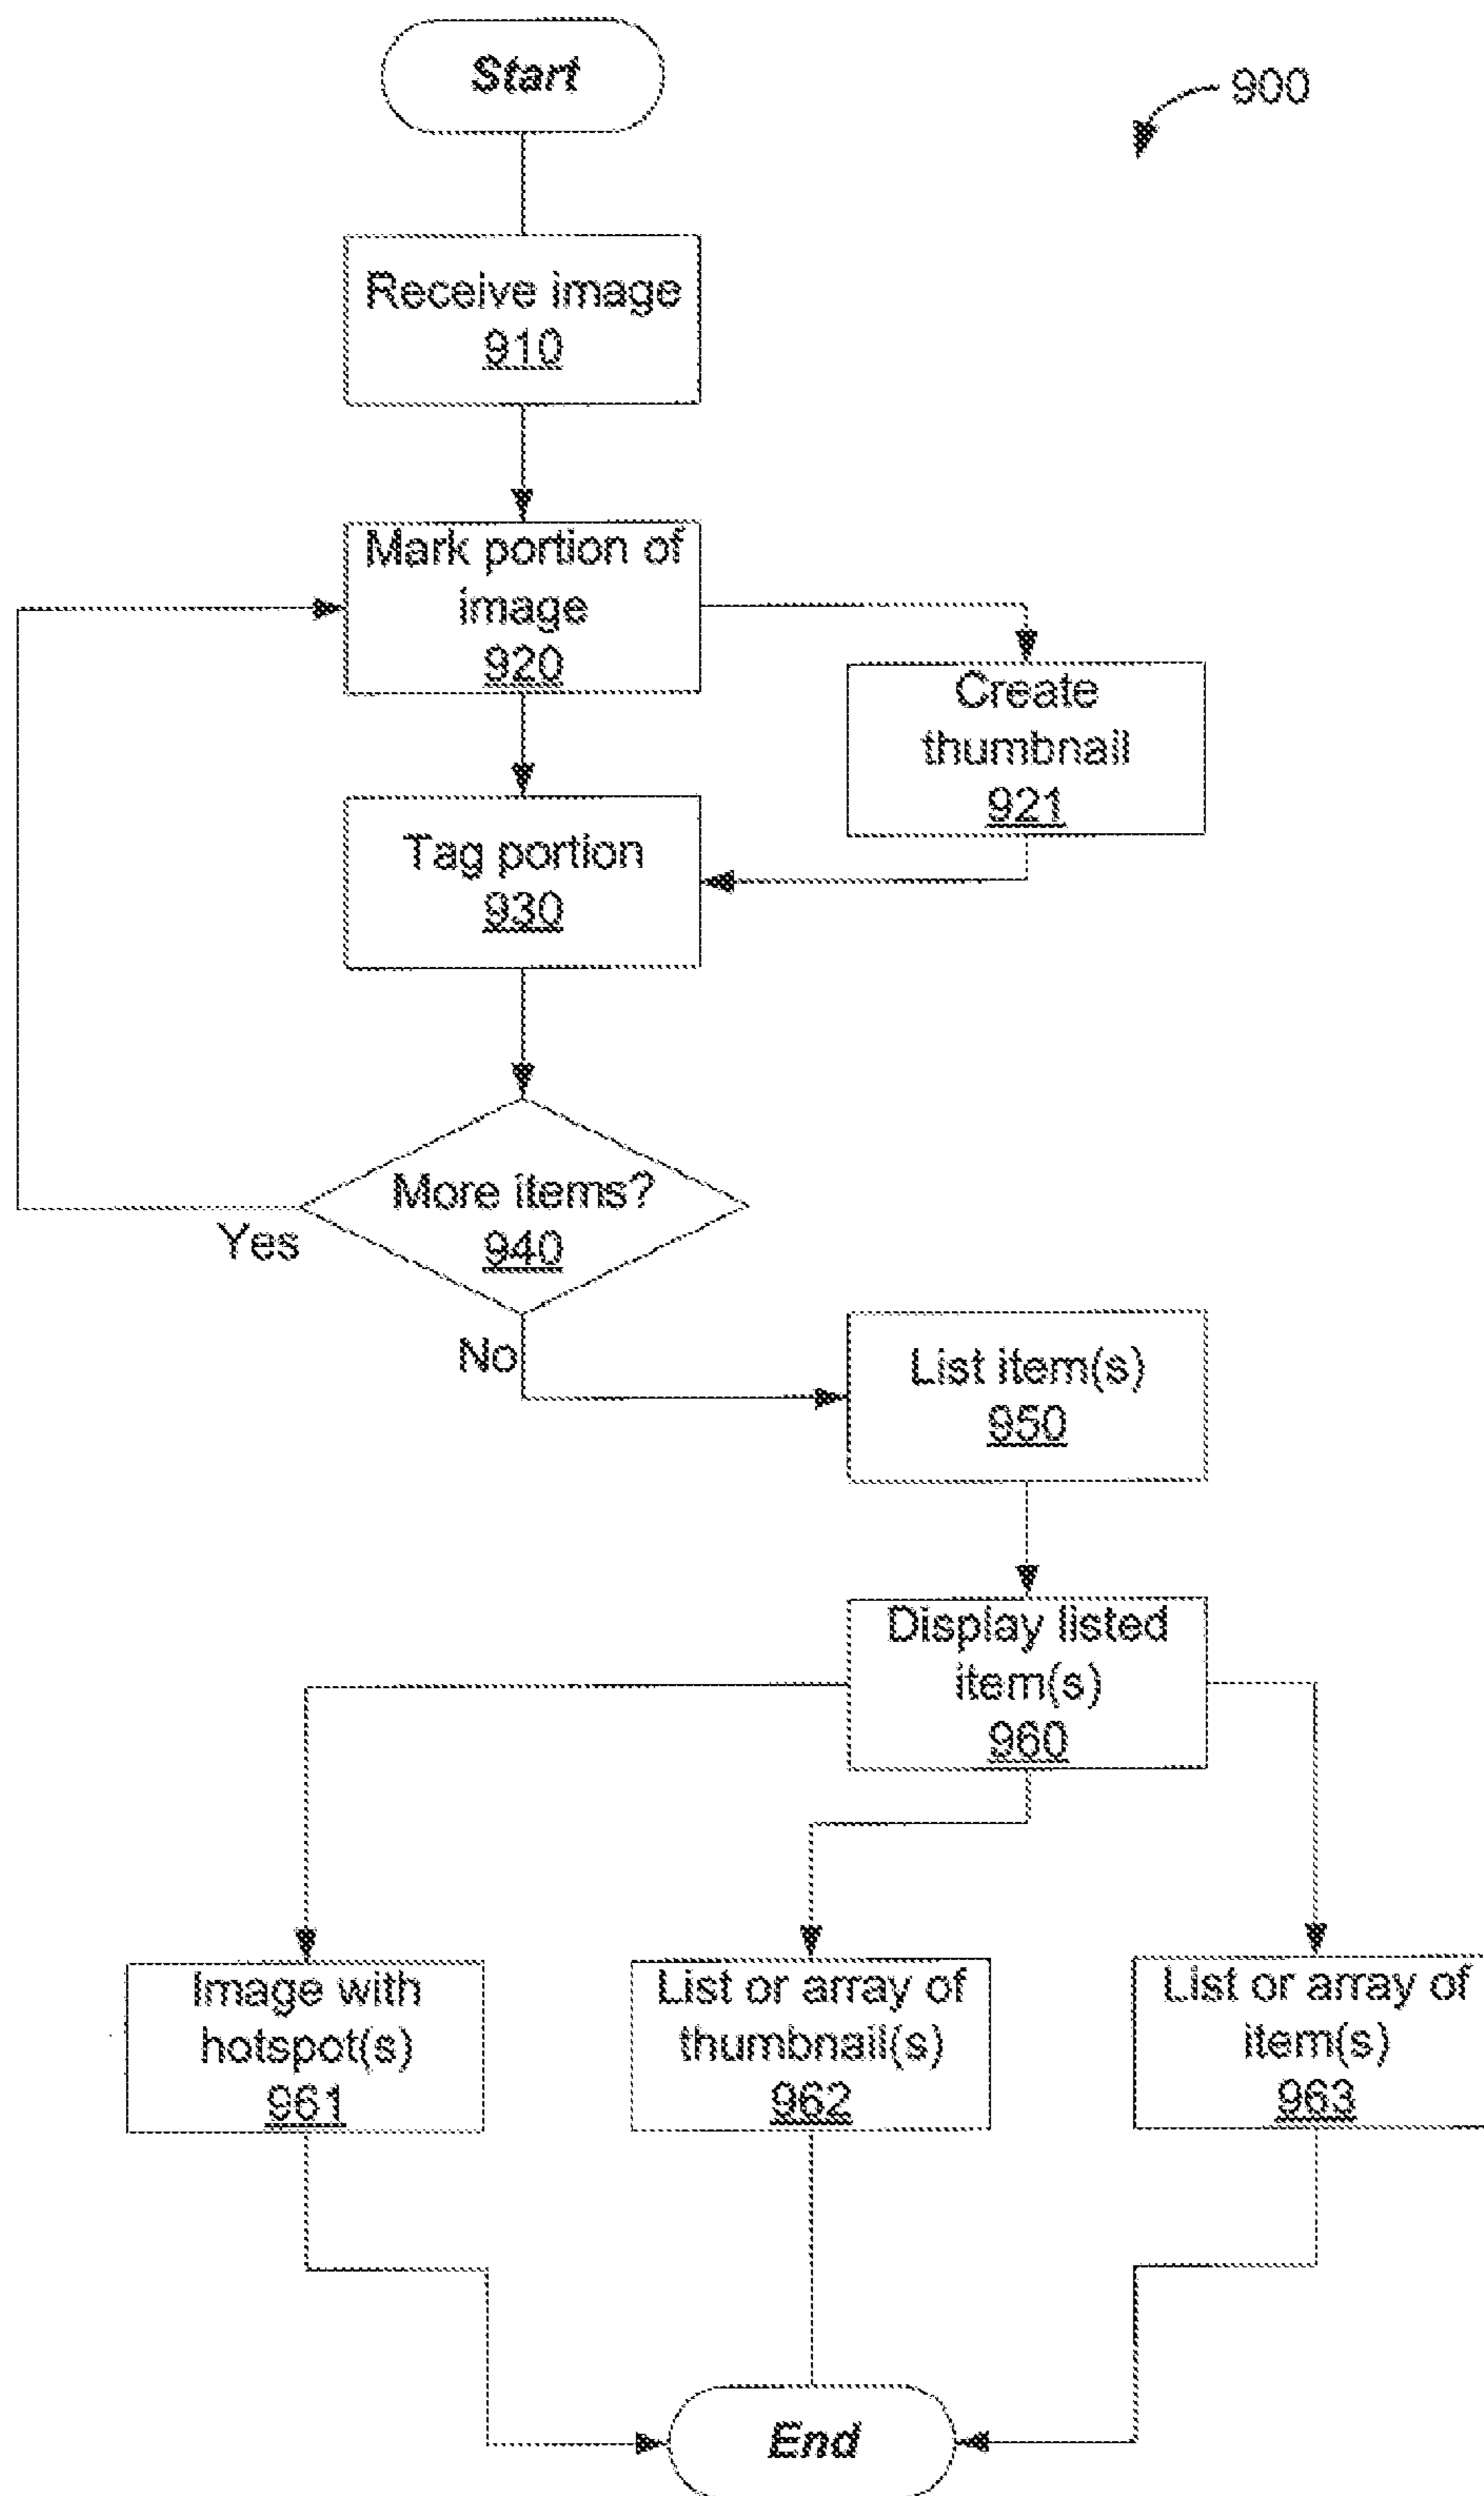 Start
900
Receive image
910
Mark portion of
image
920
Create
thumbnail
921
Tag portion
930
More items?
940
Yes
No
List item(s)
950
Display listed
item(s)
960
Image with
hotspot(s)
961
List or array of
thumbnail(s)
962
List or array of
item(s)
963
End